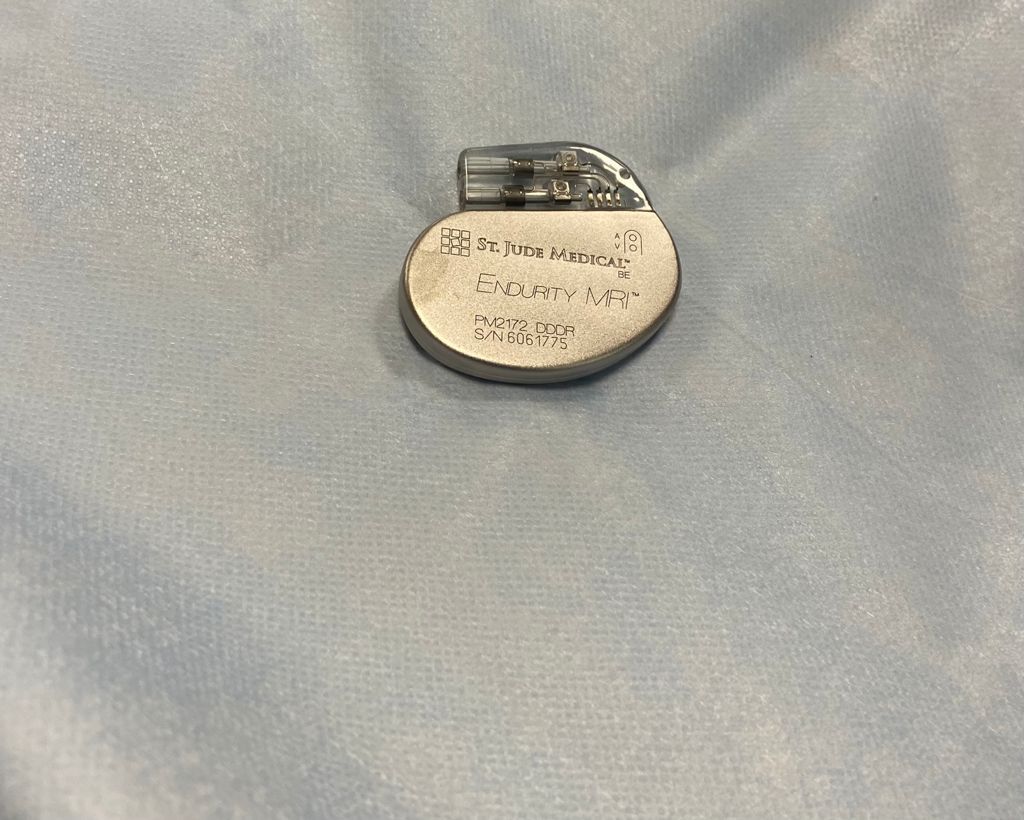 ST. JUDE MEDICAL™
A
V
BE
ENDURITY MRI™
PM2172 DDDR
S/N 6061775